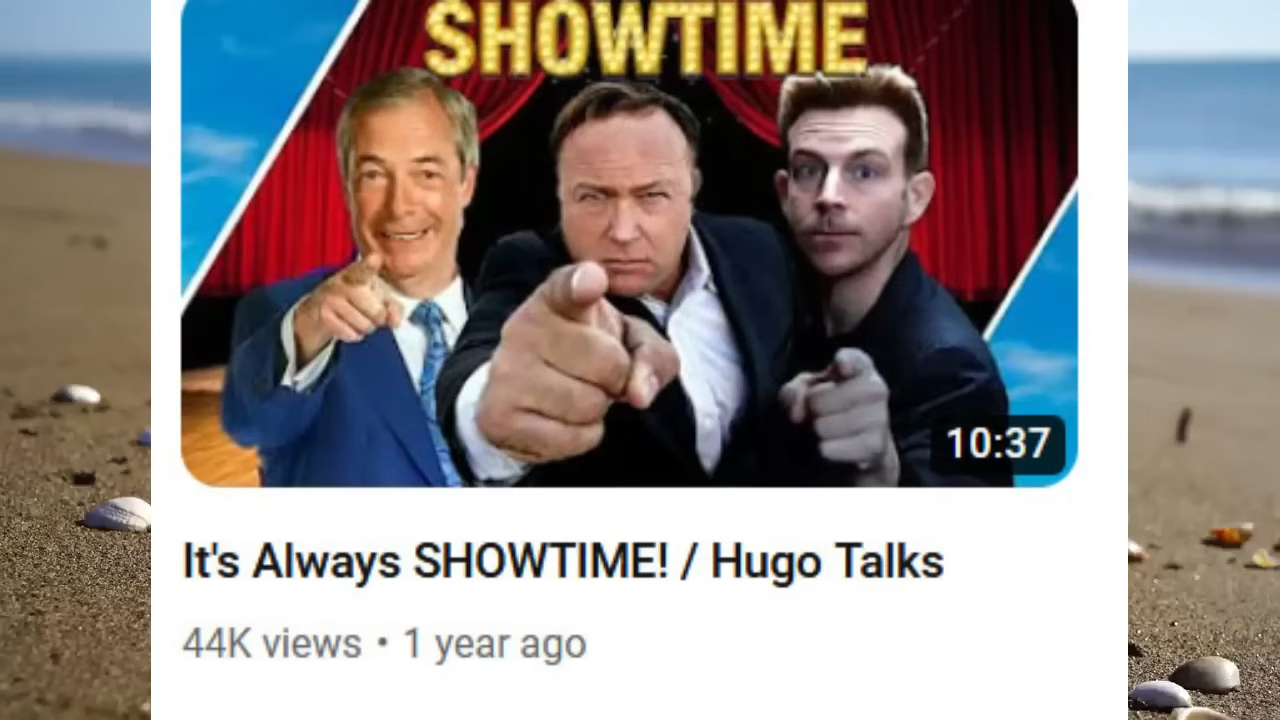 SHOWTIME
10:37
It's Always SHOWTIME! / Hugo Talks
44K views • 1 year ago